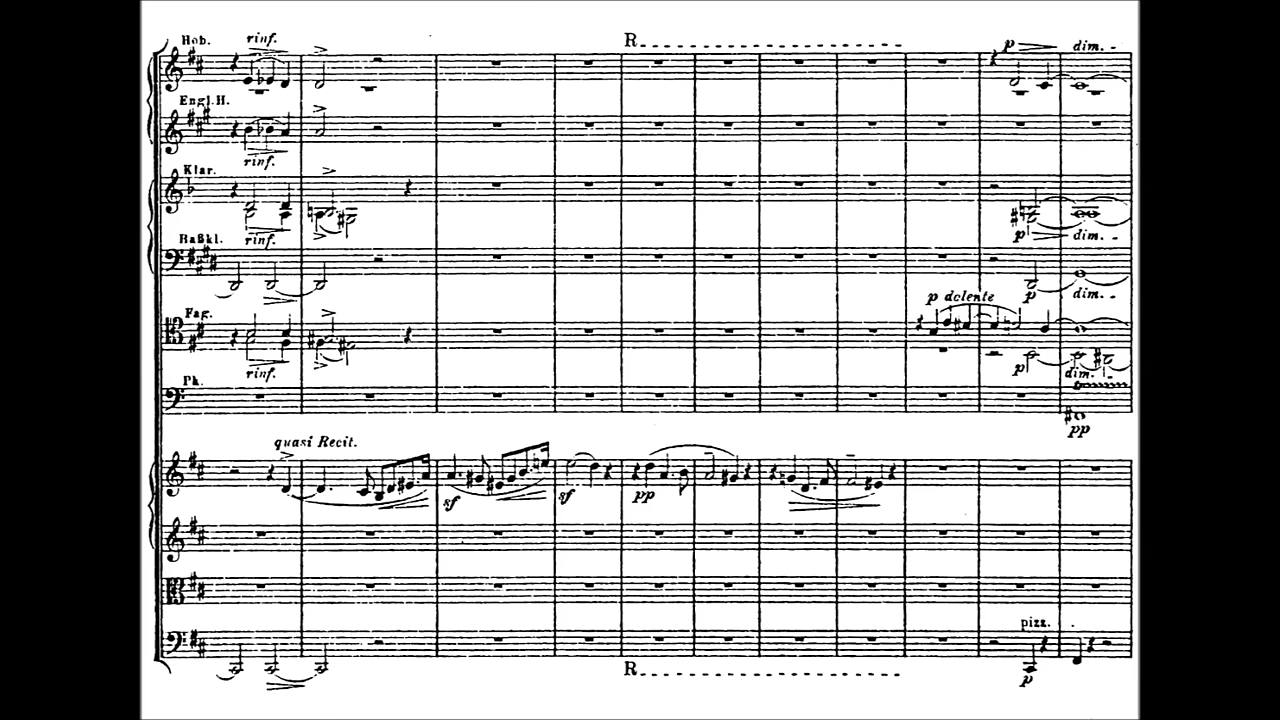 Hob. rinf.
R
p dim.
Engl.H.
rinf.
Klar.
p dim.
Baßkl. rinf.
p dolente p dim.
Fag.
rinf.
p dim.
Pk.
pp
quasi Recit.
sf sf pp
pizz.
R
p